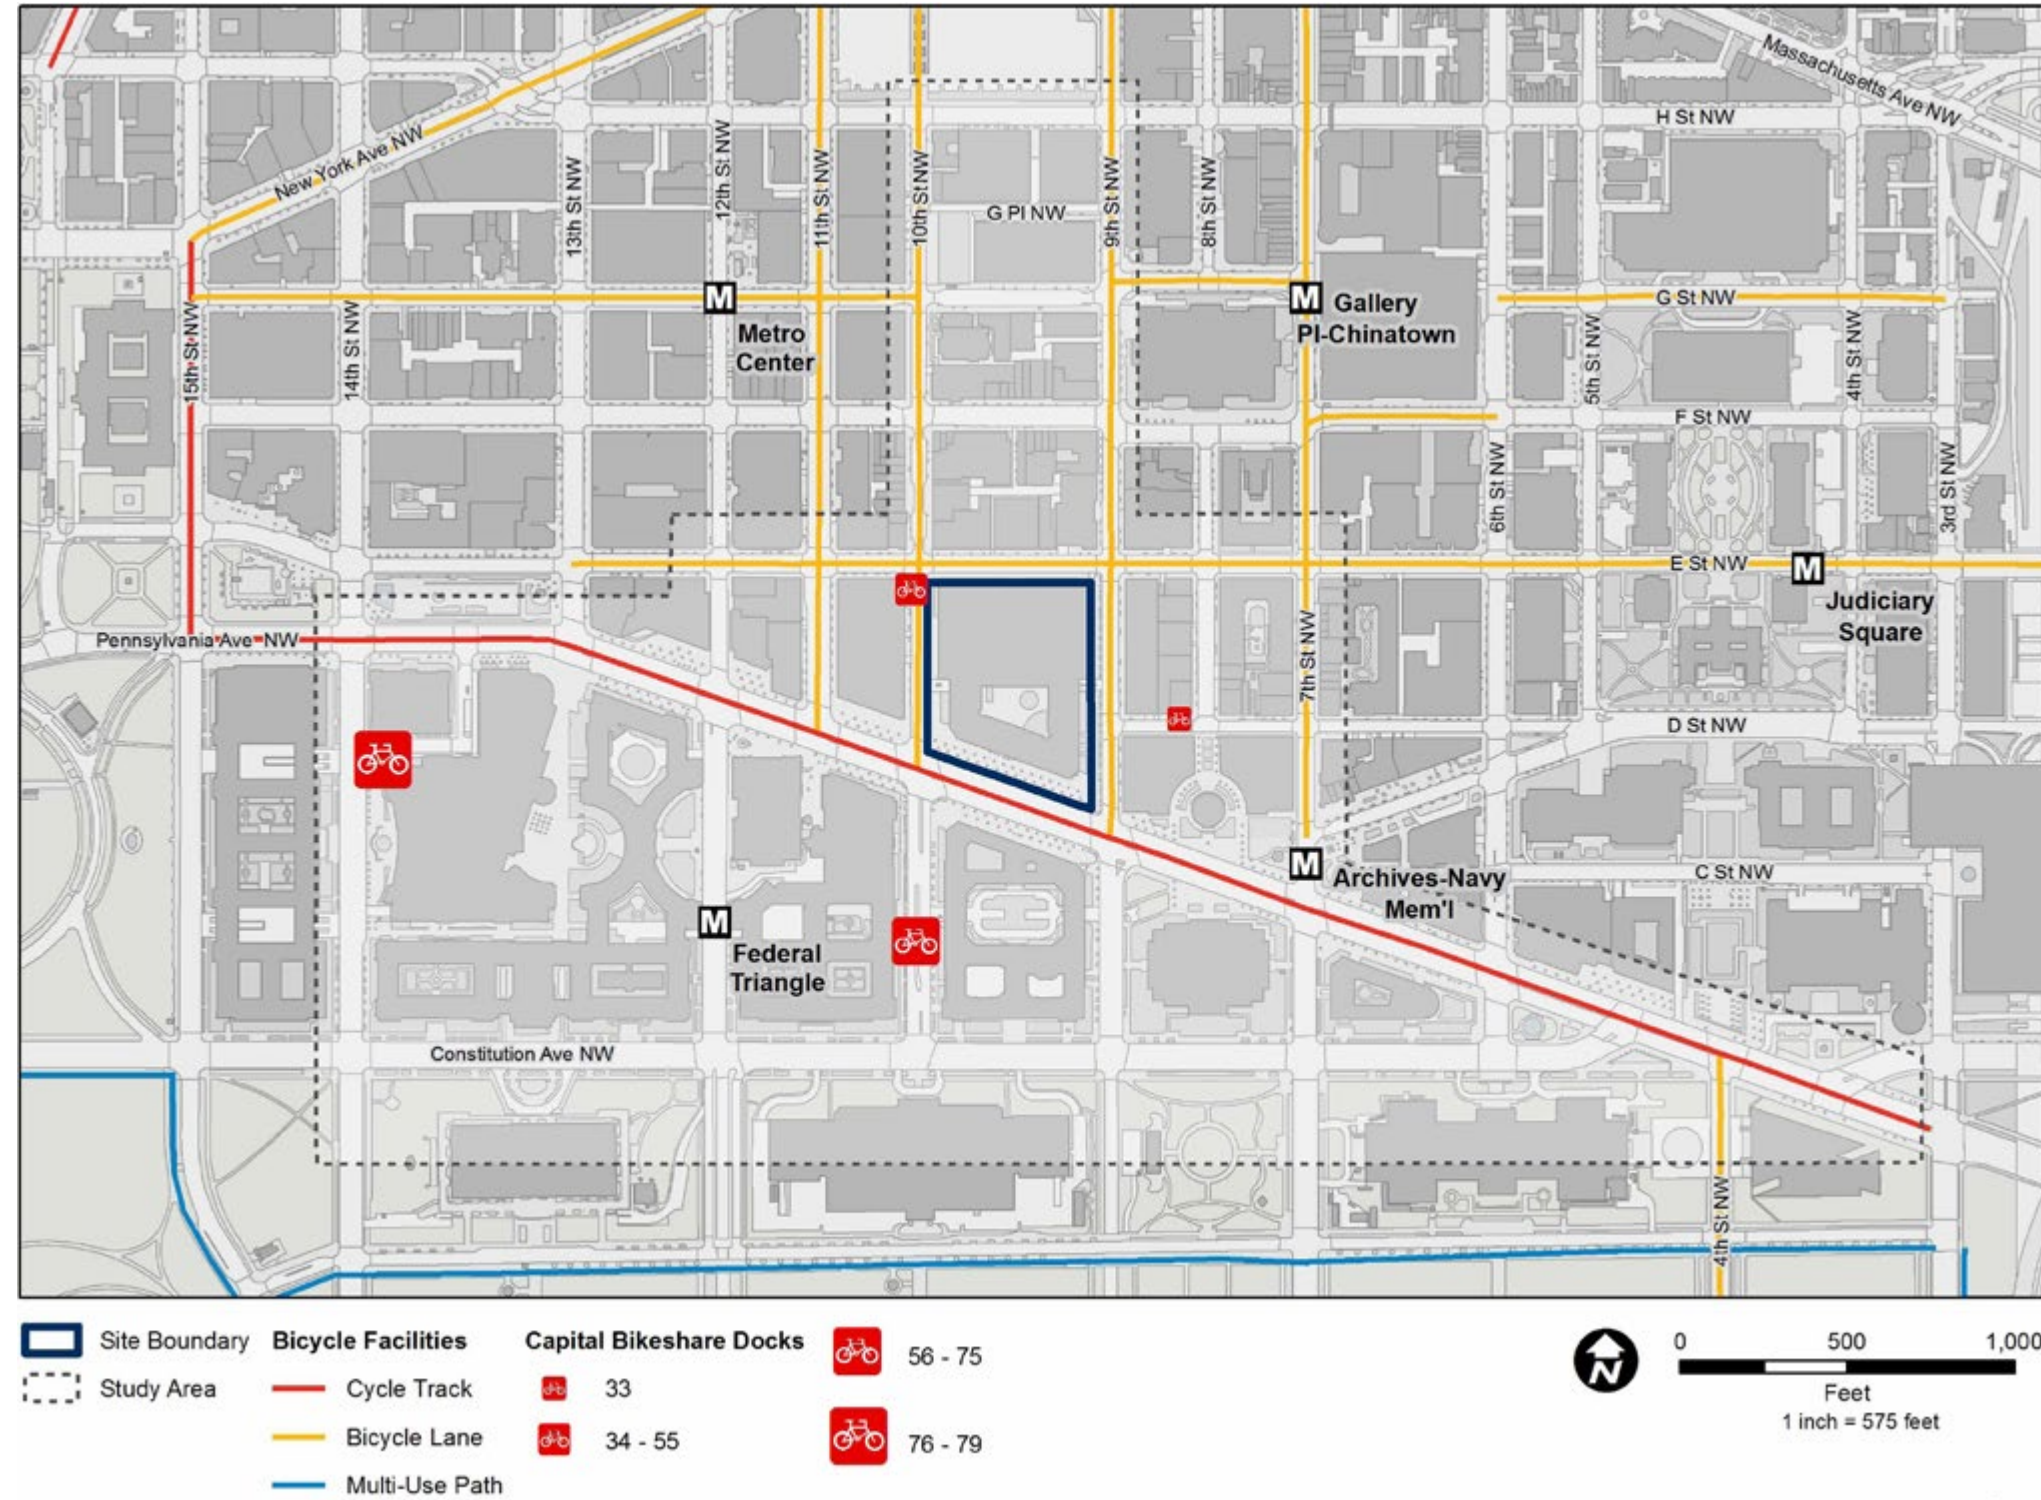 Massachusetts Ave NW
H St NW
New York Ave NW
13th St NW
12th St NW
11th St NW
10th St NW
G Pl NW
9th St NW
8th St NW
M
Metro
Center
M
Gallery
Pl-Chinatown
G St NW
15th St NW
14th St NW
5th St NW
4th St NW
F St NW
6th St NW
3rd St NW
E St NW
M
Judiciary
Square
Pennsylvania Ave NW
7th St NW
D St NW
M
Archives-Navy
Mem'l
C St NW
M
Federal
Triangle
Constitution Ave NW
4th St NW
Site Boundary
Study Area
Bicycle Facilities
Cycle Track
Bicycle Lane
Multi-Use Path
Capital Bikeshare Docks
33
34 - 55
56 - 75
76 - 79
N
0 500 1,000
Feet
1 inch = 575 feet